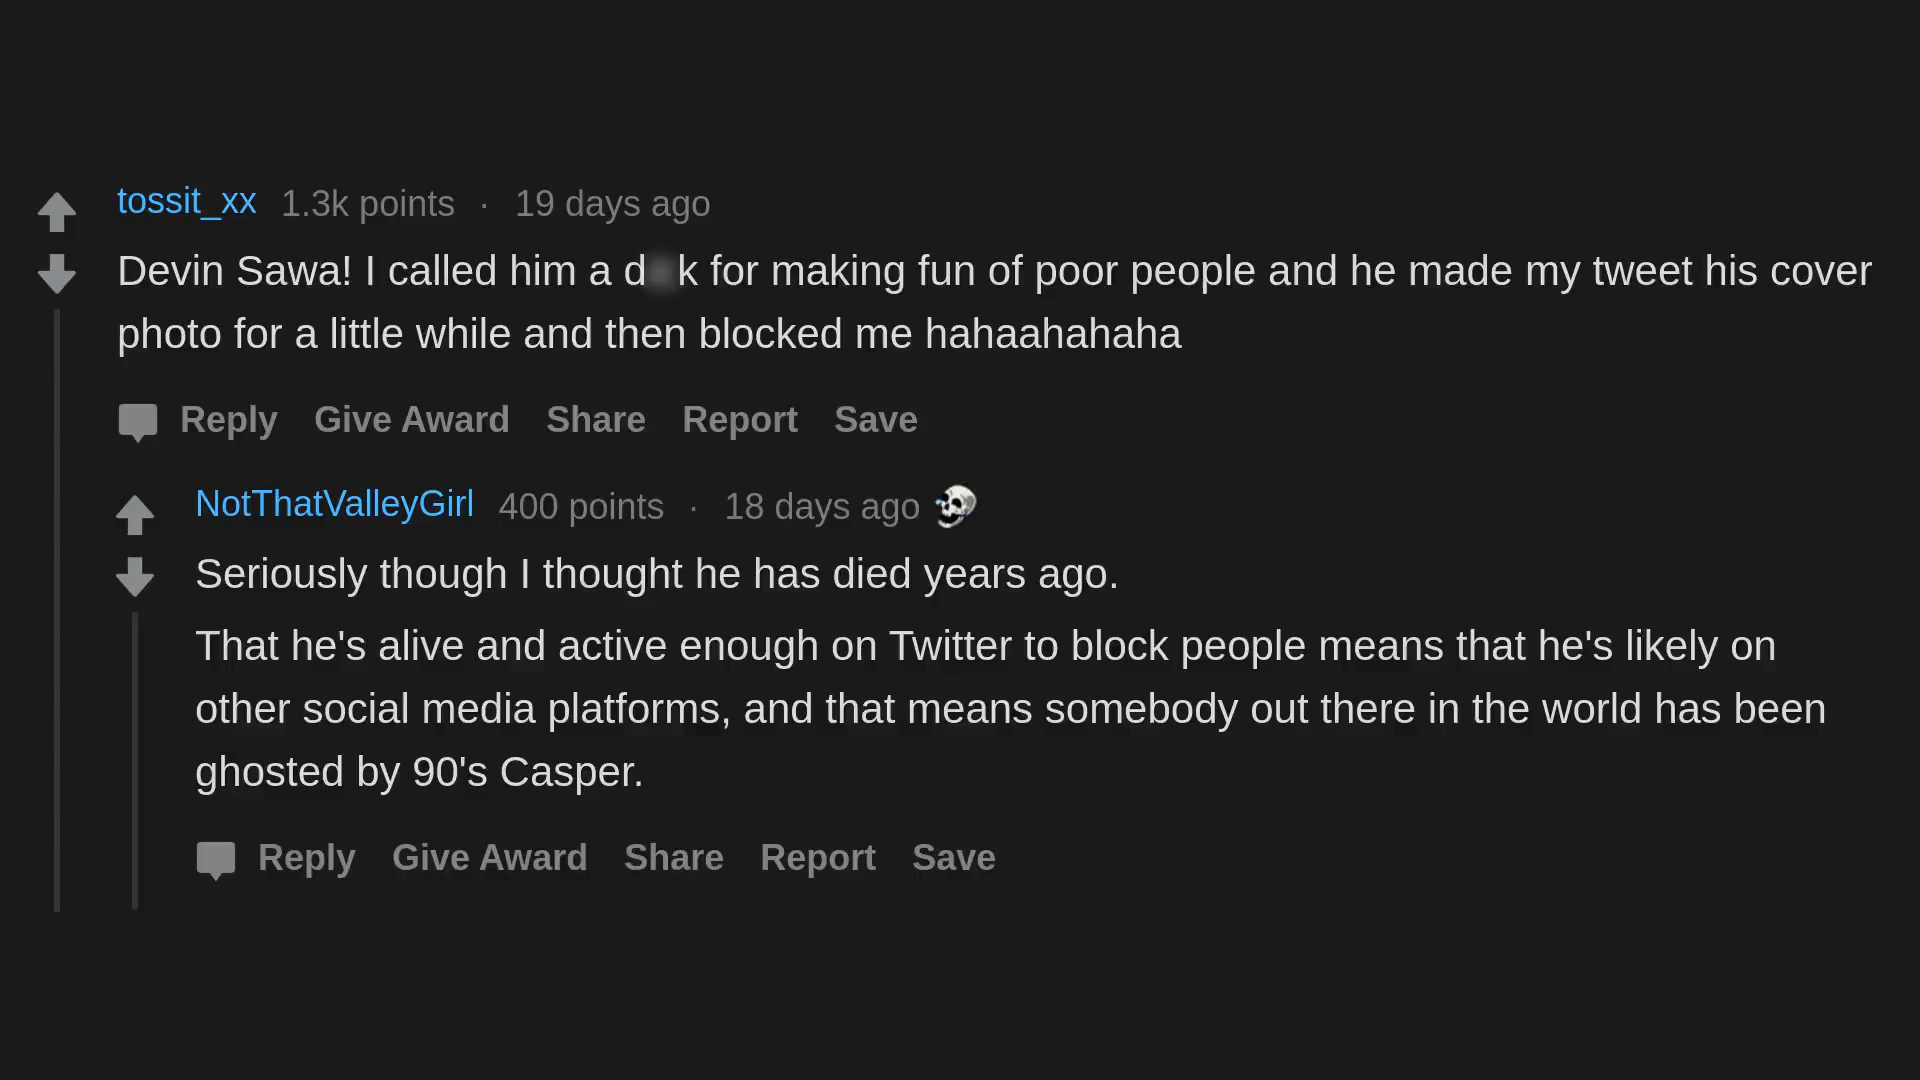 tossit_xx 1.3k points · 19 days ago
Devin Sawa! I called him a d k for making fun of poor people and he made my tweet his cover
photo for a little while and then blocked me hahaahahaha
Reply Give Award Share Report Save
NotThatValleyGirl 400 points · 18 days ago
Seriously though I thought he has died years ago.
That he's alive and active enough on Twitter to block people means that he's likely on
other social media platforms, and that means somebody out there in the world has been
ghosted by 90's Casper.
Reply Give Award Share Report Save